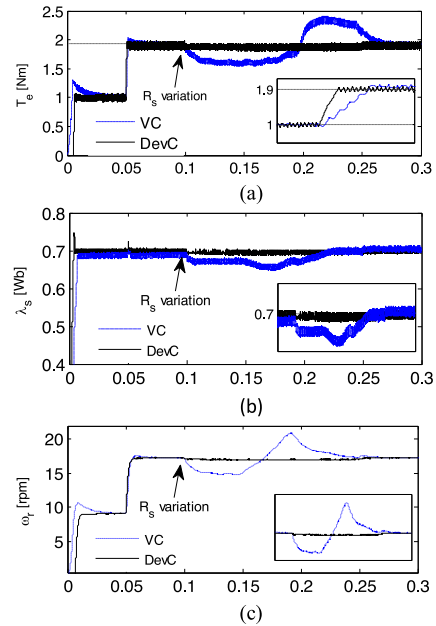 2.5
2
1.5
1
0.5
0
T_e [Nm]
R_s variation
VC
DevC
1.9
1
0 0.05 0.1 0.15 0.2 0.25 0.3
(a)
0.8
0.7
0.6
0.5
0.4
λ_s [Wb]
R_s variation
VC
DevC
0.7
0 0.05 0.1 0.15 0.2 0.25 0.3
(b)
20
15
10
5
0
ω_r [rpm]
R_s variation
VC
DevC
0 0.05 0.1 0.15 0.2 0.25 0.3
(c)